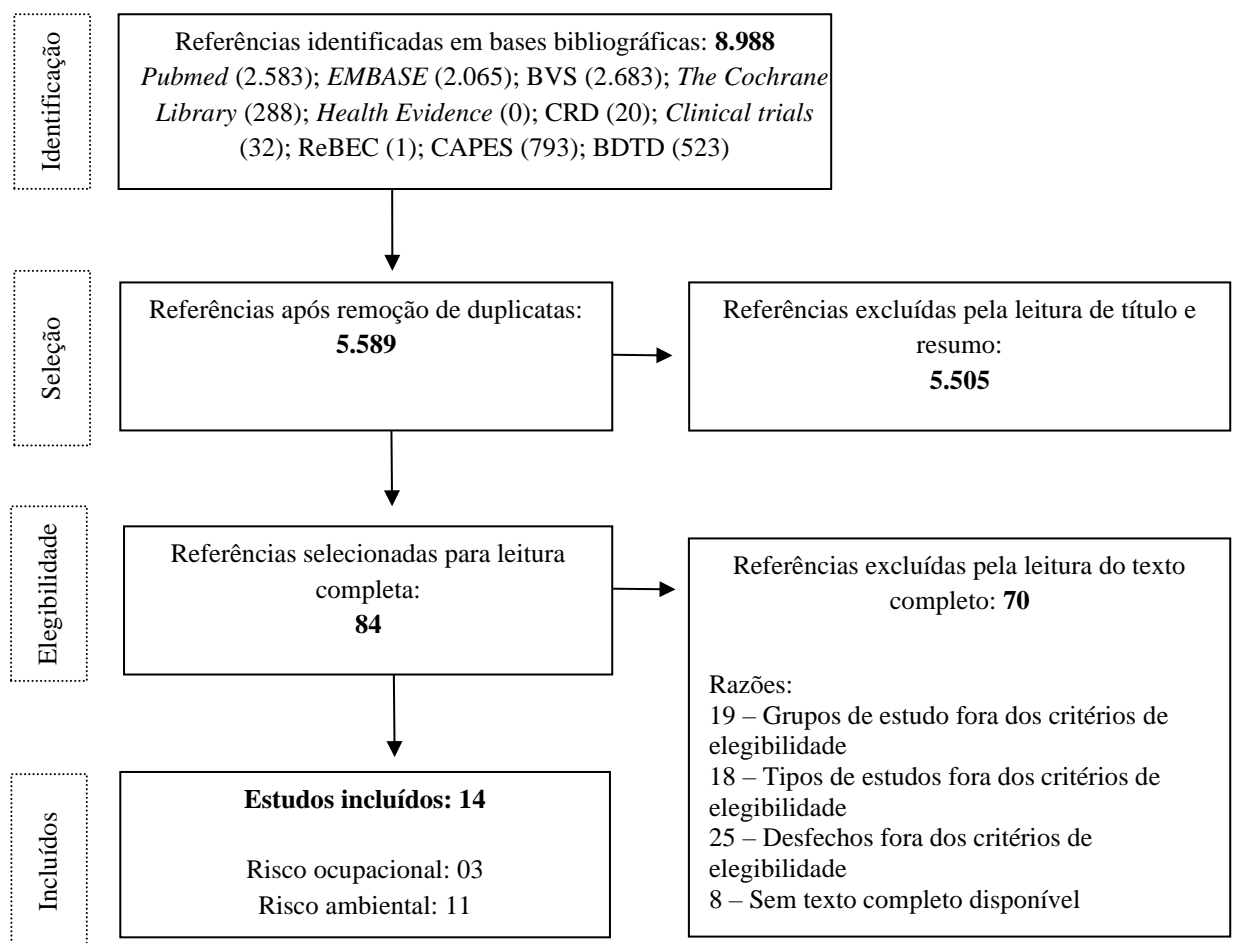 Identificação
Referências identificadas em bases bibliográficas: 8.988
Pubmed (2.583); EMBASE (2.065); BVS (2.683); The Cochrane
Library (288); Health Evidence (0); CRD (20); Clinical trials
(32); ReBEC (1); CAPES (793); BDTD (523)
Seleção
Referências após remoção de duplicatas:
5.589
Referências excluídas pela leitura de título e
resumo:
5.505
Elegibilidade
Referências selecionadas para leitura
completa:
84
Referências excluídas pela leitura do texto
completo: 70
Razões:
19 – Grupos de estudo fora dos critérios de
elegibilidade
18 – Tipos de estudos fora dos critérios de
elegibilidade
25 – Desfechos fora dos critérios de
elegibilidade
8 – Sem texto completo disponível
Incluídos
Estudos incluídos: 14
Risco ocupacional: 03
Risco ambiental: 11